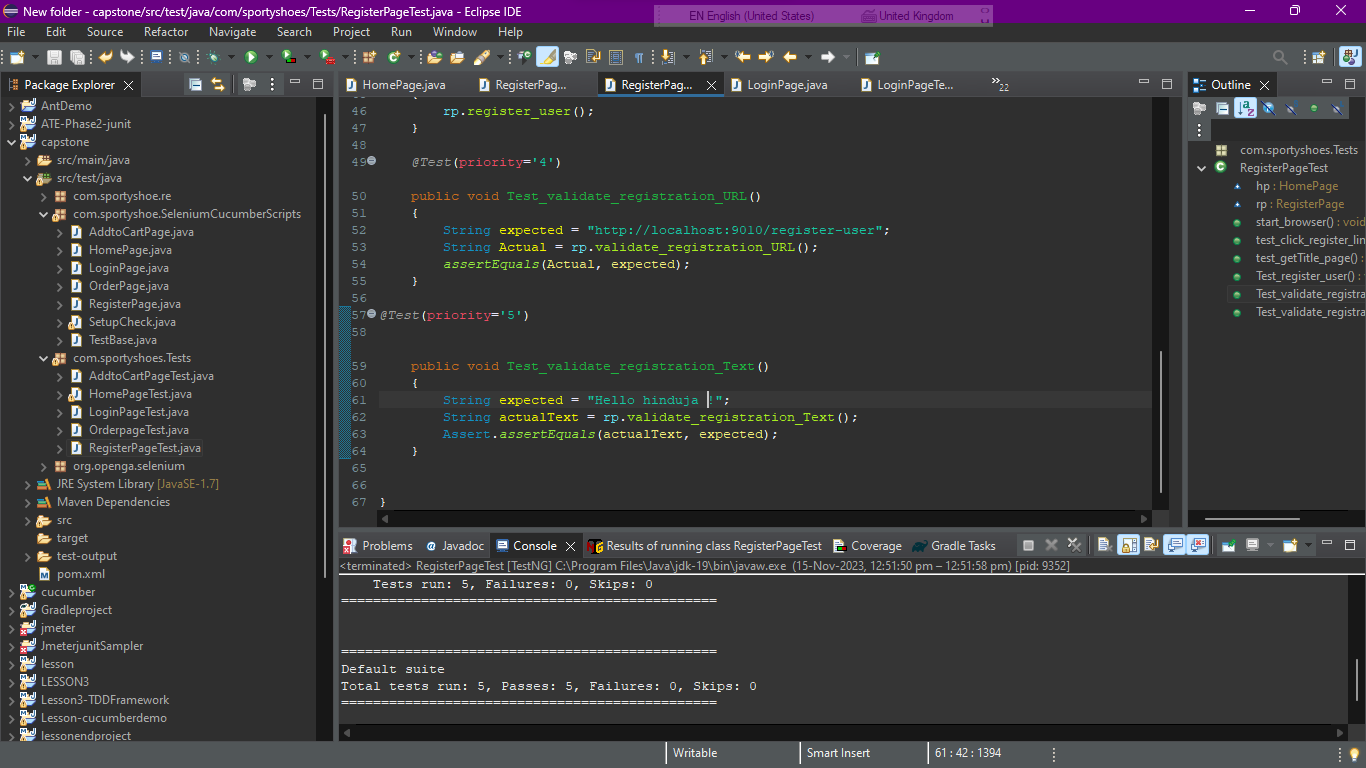 New folder - capstone/src/test/java/com/sportyshoes/Tests/RegisterPageTest.java - Eclipse IDE
EN English (United States) United Kingdom
File Edit Source Refactor Navigate Search Project Run Window Help
Package Explorer
AntDemo
ATE-Phase2-junit
capstone
src/main/java
src/test/java
com.sportyshoe.re
com.sportyshoe.SeleniumCucumberScripts
AddtoCartPage.java
HomePage.java
LoginPage.java
OrderPage.java
RegisterPage.java
SetupCheck.java
TestBase.java
com.sportyshoes.Tests
AddtoCartPageTest.java
HomePageTest.java
LoginPageTest.java
OrderpageTest.java
RegisterPageTest.java
org.openga.selenium
JRE System Library [JavaSE-1.7]
Maven Dependencies
src
target
test-output
pom.xml
cucumber
Gradleproject
jmeter
JmeterjunitSampler
lesson
LESSON3
Lesson3-TDDFramework
Lesson-cucumberdemo
lessonendproject
HomePage.java RegisterPag... RegisterPag... LoginPage.java LoginPageTe... »22
46 rp.register_user();
47 }
48
49 @Test(priority='4')
50 public void Test_validate_registration_URL()
51 {
52 String expected = "http://localhost:9010/register-user";
53 String Actual = rp.validate_registration_URL();
54 assertEquals(Actual, expected);
55 }
56
57 @Test(priority='5')
58
59 public void Test_validate_registration_Text()
60 {
61 String expected = "Hello hinduja !";
62 String actualText = rp.validate_registration_Text();
63 Assert.assertEquals(actualText, expected);
64 }
65
66
67 }
Outline
com.sportyshoes.Tests
RegisterPageTest
hp : HomePage
rp : RegisterPage
start_browser() : void
test_click_register_lin
test_getTitle_page() :
Test_register_user() :
Test_validate_registra
Test_validate_registra
Problems Javadoc Console Results of running class RegisterPageTest Coverage Gradle Tasks
<terminated> RegisterPageTest [TestNG] C:\Program Files\Java\jdk-19\bin\javaw.exe (15-Nov-2023, 12:51:50 pm – 12:51:58 pm) [pid: 9352]
Tests run: 5, Failures: 0, Skips: 0
===============================================
===============================================
Default suite
Total tests run: 5, Passes: 5, Failures: 0, Skips: 0
===============================================
Writable Smart Insert 61 : 42 : 1394